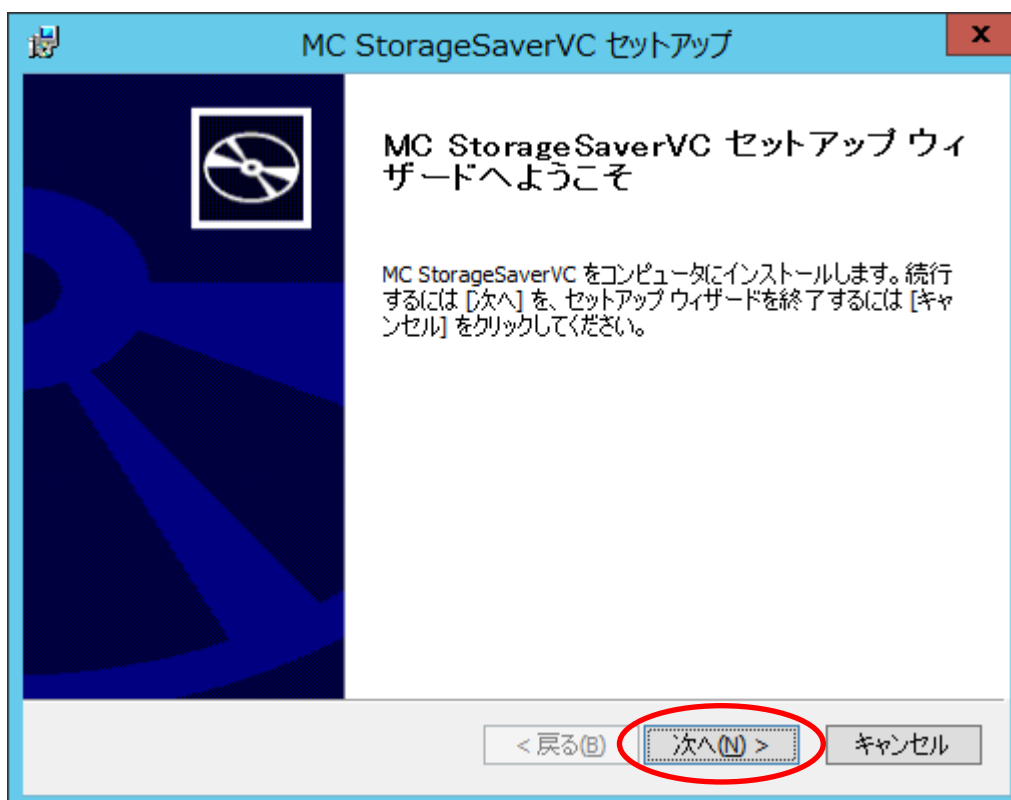 MC StorageSaverVC セットアップ
x
MC StorageSaverVC セットアップ ウィ
ザードへようこそ
MC StorageSaverVC をコンピュータにインストールします。続行
するには [次へ] を、セットアップ ウィザードを終了するには [キャ
ンセル] をクリックしてください。
< 戻る(B)
次へ(N) >
キャンセル